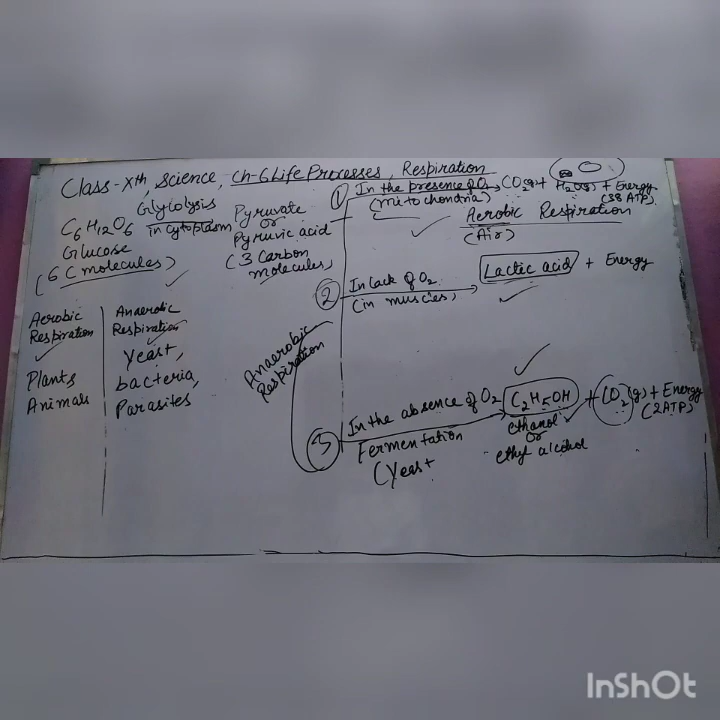 Class-Xth, Science, Ch-6 Life Processes, Respiration
C6H12O6
Glucose
(6 C molecules)
Glycolysis
in cytoplasm
Pyruvate
or
Pyruvic acid
(3 Carbon
molecules)
1 In the presence of O2 CO2(g) + H2O(g) + Energy
(38 ATP)
(mitochondria)
Aerobic Respiration
(Air)
2 In lack of O2 Lactic acid + Energy
(in muscles)
Anaerobic
Respiration
3 In the absence of O2 C2H5OH + CO2(g) + Energy
(2ATP)
Fermentation
(Yeast
ethanol
or
ethyl alcohol
Aerobic
Respiration
Plants
Animals
Anaerobic
Respiration
Yeast,
bacteria,
Parasites
InShOt